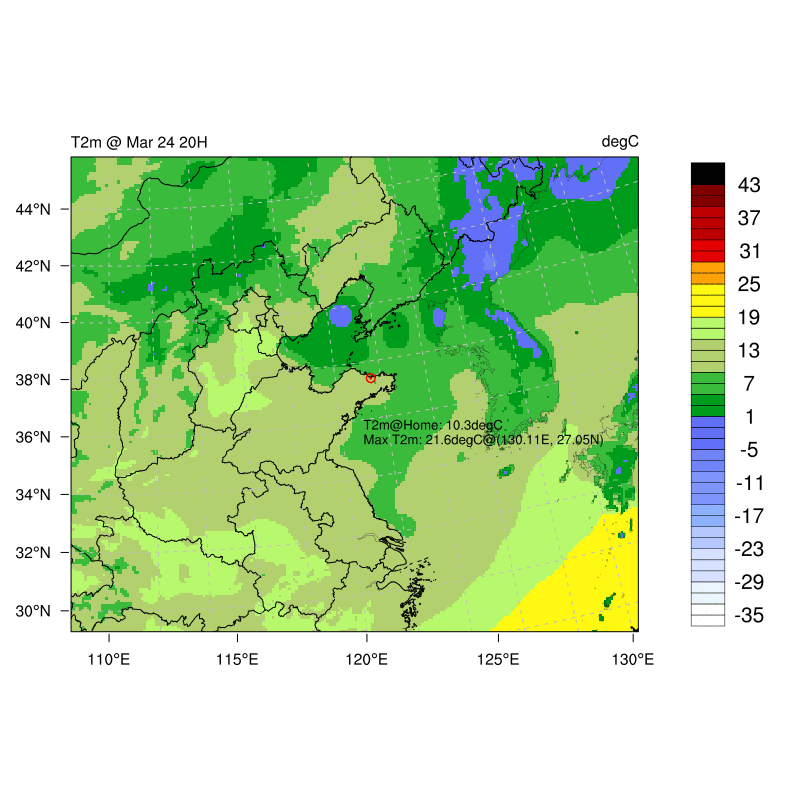 T2m @ Mar 24 20H
degC
44°N
42°N
40°N
38°N
36°N
34°N
32°N
30°N
110°E
115°E
120°E
125°E
130°E
T2m@Home: 10.3degC
Max T2m: 21.6degC@(130.11E, 27.05N)
43
37
31
25
19
13
7
1
-5
-11
-17
-23
-29
-35